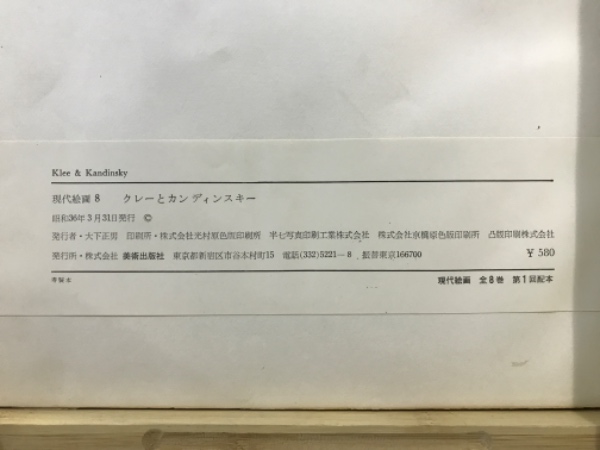 Klee & Kandinsky
現代絵画 8 クレーとカンディンスキー
昭和36年3月31日発行 ©
発行者・大下正男 印刷所・株式会社光村原色版印刷所 半七写真印刷工業株式会社 株式会社京橋原色版印刷所 凸版印刷株式会社
発行所・株式会社 美術出版社 東京都新宿区市谷本村町15 電話(332)5221—8 振替東京166700 ￥580
現代絵画 全8巻 第1回配本